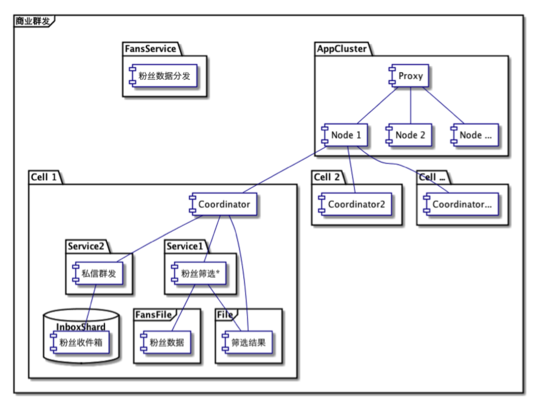 商业群发
FansService
粉丝数据分发
AppCluster
Proxy
Node 1
Node 2
Node ...
Cell 1
Coordinator
Cell 2
Coordinator2
Cell ...
Coordinator...
Service2
私信群发
Service1
粉丝筛选*
InboxShard
粉丝收件箱
FansFile
粉丝数据
File
筛选结果